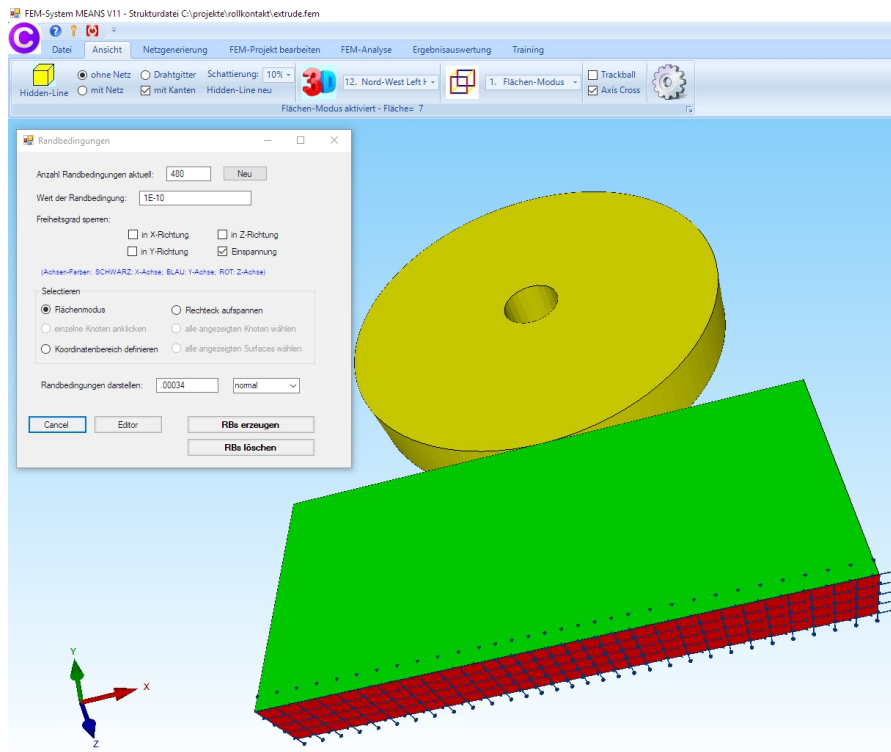 FEM-System MEANS V11 - Strukturdatei C:\projekte\rollkontakt\extrude.fem
Datei Ansicht Netzgenerierung FEM-Projekt bearbeiten FEM-Analyse Ergebnisauswertung Training
Hidden-Line
ohne Netz Drahtgitter Schattierung: 10%
mit Netz mit Kanten Hidden-Line neu
3D
12. Nord-West Left
1. Flächen-Modus
Trackball
Axis Cross
Flächen-Modus aktiviert - Fläche= 7
Randbedingungen
Anzahl Randbedingungen aktuell: 480 Neu
Wert der Randbedingung: 1E-10
Freiheitsgrad sperren:
in X-Richtung in Z-Richtung
in Y-Richtung Einspannung
(Achsen-Farben: SCHWARZ: X-Achse; BLAU: Y-Achse; ROT: Z-Achse)
Selectieren
Flächenmodus Rechteck aufspannen
einzelne Knoten anklicken alle angezeigten Knoten wählen
Koordinatenbereich definieren alle angezeigten Surfaces wählen
Randbedingungen darstellen: .00034 normal
Cancel Editor RBs erzeugen
RBs löschen
Y
X
Z